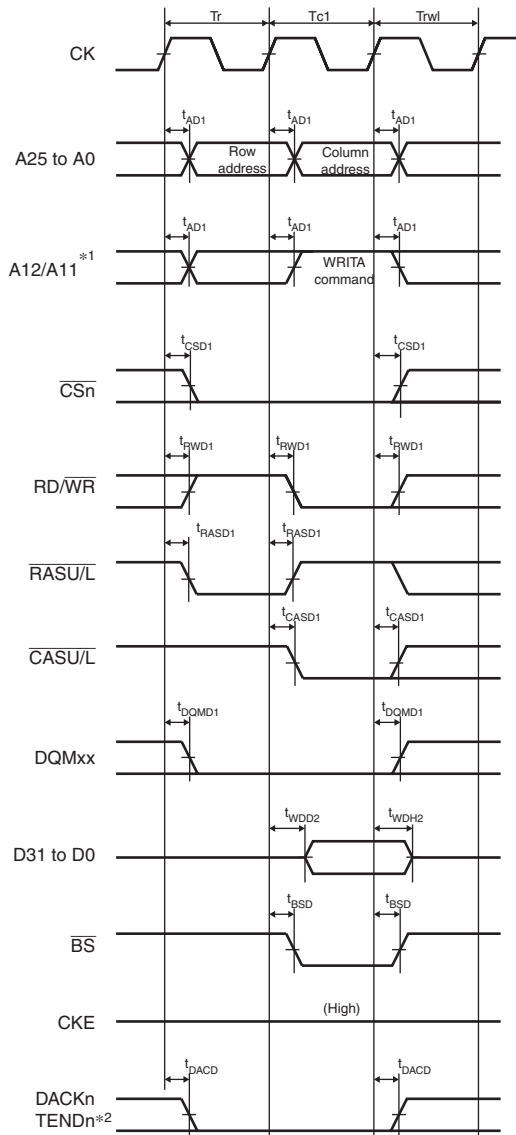 Tr Tc1 Trwl
CK
tAD1 tAD1 tAD1
A25 to A0
Row address
Column address
tAD1 tAD1 tAD1
A12/A11*1
WRITA command
tCSD1 tCSD1
CSn
tRWD1 tRWD1 tRWD1
RD/WR
tRASD1 tRASD1
RASU/L
tCASD1 tCASD1
CASU/L
tDQMD1 tDQMD1
DQMxx
tWDD2 tWDH2
D31 to D0
tBSD tBSD
BS
(High)
CKE
tDACD tDACD
DACKn
TENDn*2